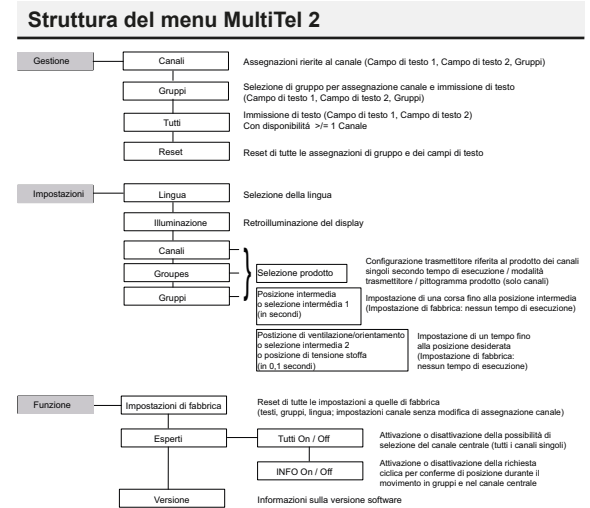 Struttura del menu MultiTel 2
Gestione
Canali
Assegnazioni rierite al canale (Campo di testo 1, Campo di testo 2, Gruppi)
Gruppi
Selezione di gruppo per assegnazione canale e immissione di testo
(Campo di testo 1, Campo di testo 2, Gruppi)
Tutti
Immissione di testo (Campo di testo 1, Campo di testo 2)
Con disponibilità >/= 1 Canale
Reset
Reset di tutte le assegnazioni di gruppo e dei campi di testo
Impostazioni
Lingua
Selezione della lingua
Illuminazione
Retroilluminazione del display
Canali
Groupes
Gruppi
Selezione prodotto
Configurazione trasmettitore riferita al prodotto dei canali
singoli secondo tempo di esecuzione / modalità
trasmettitore / pittogramma prodotto (solo canali)
Posizione intermedia
o selezione intermèdia 1
(in secondi)
Impostazione di una corsa fino alla posizione intermedia
(Impostazione di fabbrica: nessun tempo di esecuzione)
Postizione di ventilazione/orientamento
o selezione intermedia 2
o posizione di tensione stoffa
(in 0,1 secondi)
Impostazione di un tempo fino
alla posizione desiderata
(Impostazione di fabbrica:
nessun tempo di esecuzione)
Funzione
Impostazioni di fabbrica
Reset di tutte le impostazioni a quelle di fabbrica
(testi, gruppi, lingua; impostazioni canale senza modifica di assegnazione canale)
Esperti
Tutti On / Off
Attivazione o disattivazione della possibilità di
selezione del canale centrale (tutti i canali singoli)
INFO On / Off
Attivazione o disattivazione della richiesta
ciclica per conferme di posizione durante il
movimento in gruppi e nel canale centrale
Versione
Informazioni sulla versione software